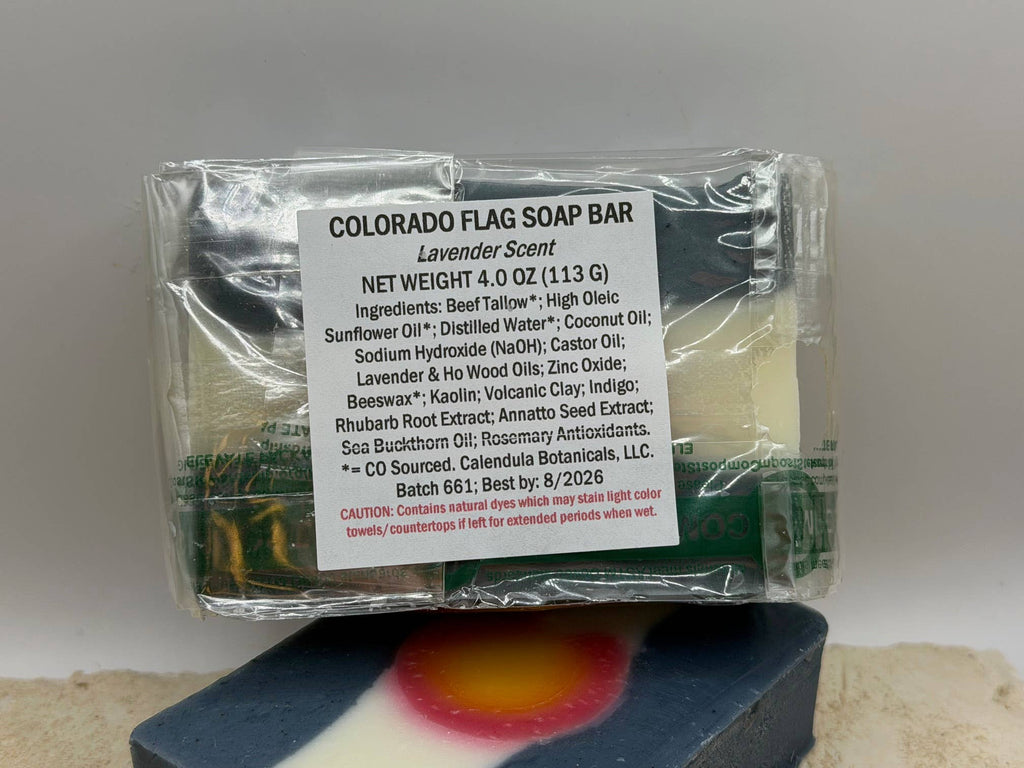 COLORADO FLAG SOAP BAR
Lavender Scent
NET WEIGHT 4.0 OZ (113 G)
Ingredients: Beef Tallow*; High Oleic
Sunflower Oil*; Distilled Water*; Coconut Oil;
Sodium Hydroxide (NaOH); Castor Oil;
Lavender & Ho Wood Oils; Zinc Oxide;
Beeswax*; Kaolin; Volcanic Clay; Indigo;
Rhubarb Root Extract; Annatto Seed Extract;
Sea Buckthorn Oil; Rosemary Antioxidants.
*= CO Sourced. Calendula Botanicals, LLC.
Batch 661; Best by: 8/2026
CAUTION: Contains natural dyes which may stain light color
towels/countertops if left for extended periods when wet.